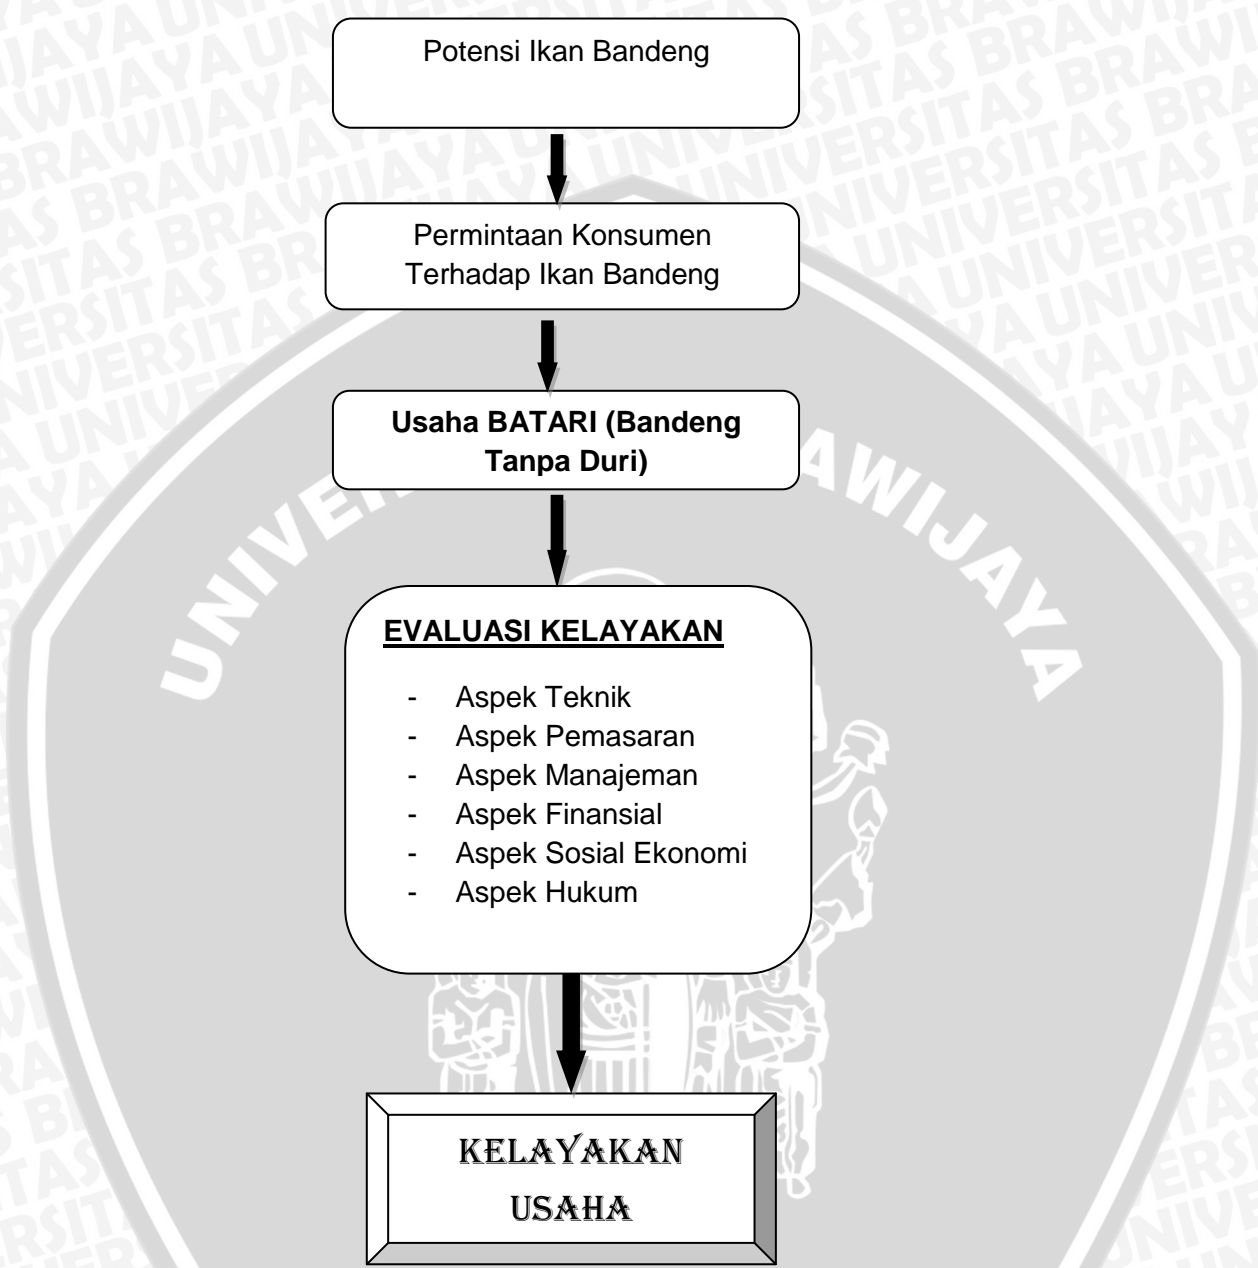 Potensi Ikan Bandeng
Permintaan Konsumen
Terhadap Ikan Bandeng
Usaha BATARI (Bandeng
Tanpa Duri)
EVALUASI KELAYAKAN
- Aspek Teknik
- Aspek Pemasaran
- Aspek Manajeman
- Aspek Finansial
- Aspek Sosial Ekonomi
- Aspek Hukum
KELAYAKAN
USAHA